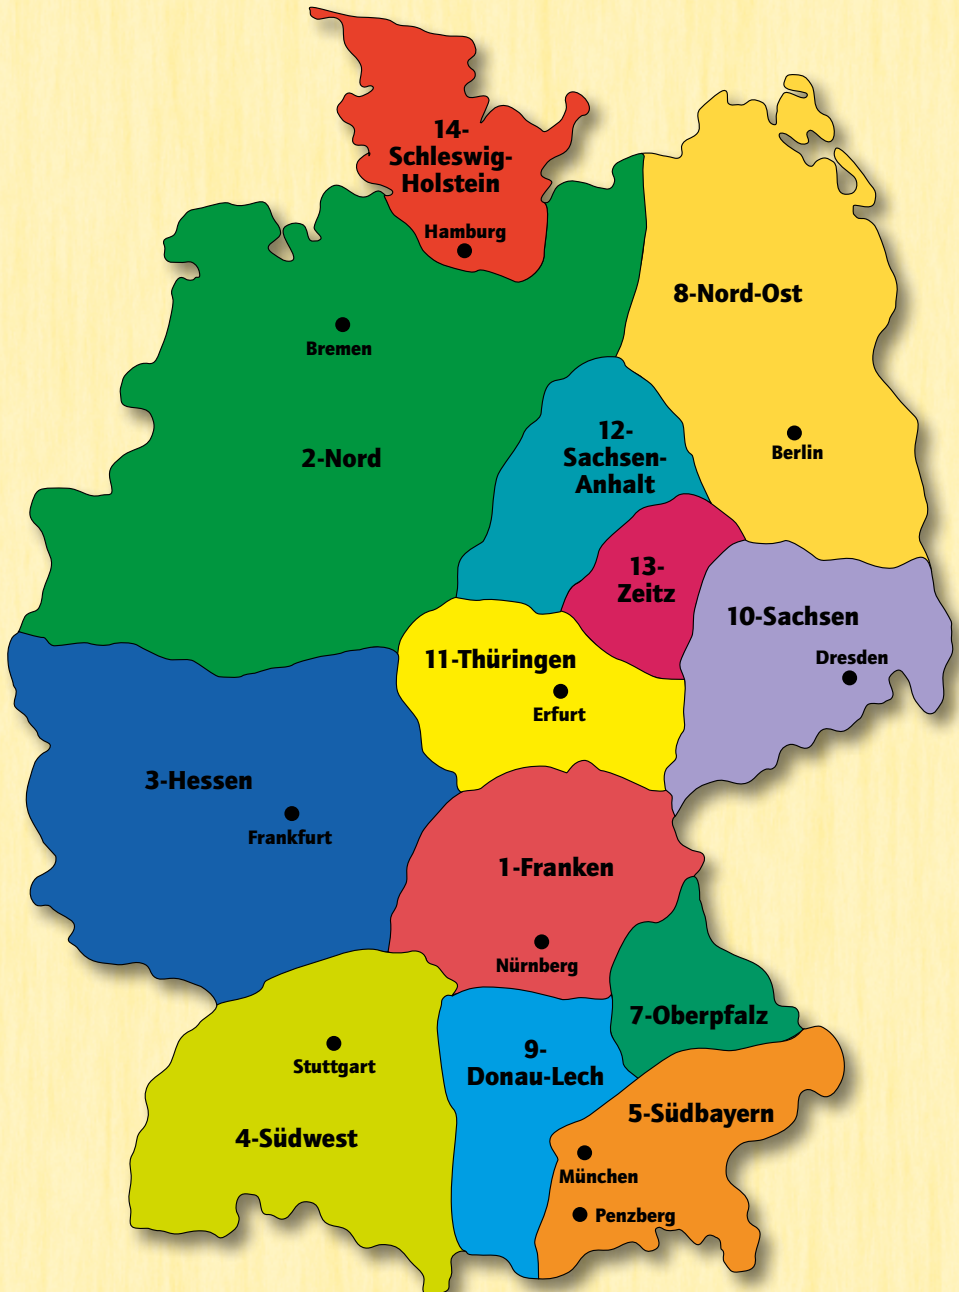 14-
Schleswig-
Holstein
Hamburg
8-Nord-Ost
Bremen
12-
Sachsen-
Anhalt
Berlin
2-Nord
13-
Zeitz
10-Sachsen
Dresden
11-Thüringen
Erfurt
3-Hessen
Frankfurt
1-Franken
Nürnberg
7-Oberpfalz
Stuttgart
9-
Donau-Lech
5-Südbayern
4-Südwest
München
Penzberg